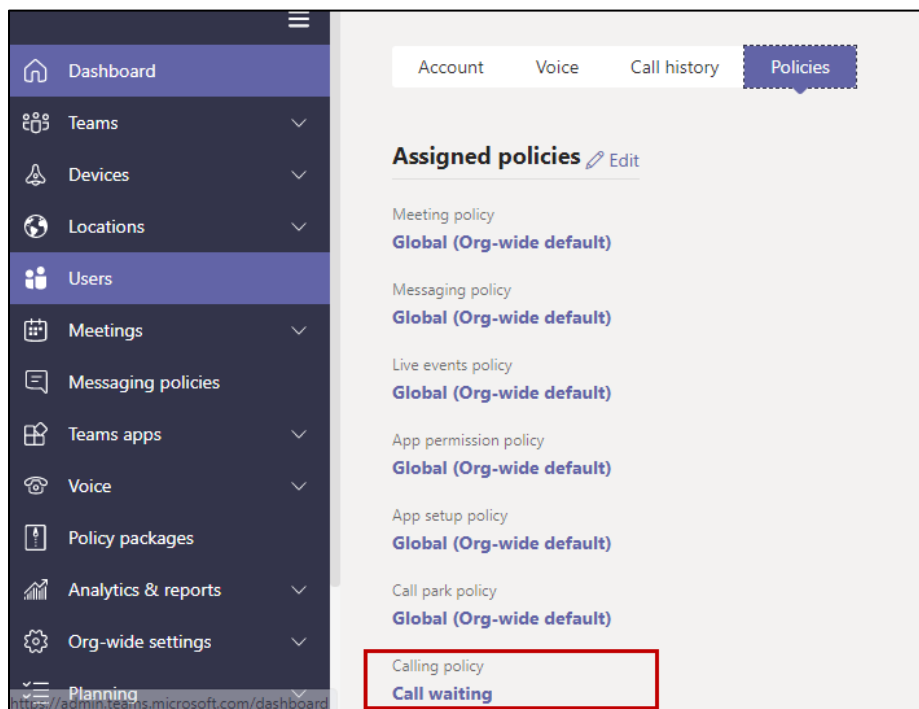 Dashboard
Teams
Devices
Locations
Users
Meetings
Messaging policies
Teams apps
Voice
Policy packages
Analytics & reports
Org-wide settings
Planning
https://admin.teams.microsoft.com/dashboard
Account Voice Call history Policies
Assigned policies Edit
Meeting policy
Global (Org-wide default)
Messaging policy
Global (Org-wide default)
Live events policy
Global (Org-wide default)
App permission policy
Global (Org-wide default)
App setup policy
Global (Org-wide default)
Call park policy
Global (Org-wide default)
Calling policy
Call waiting